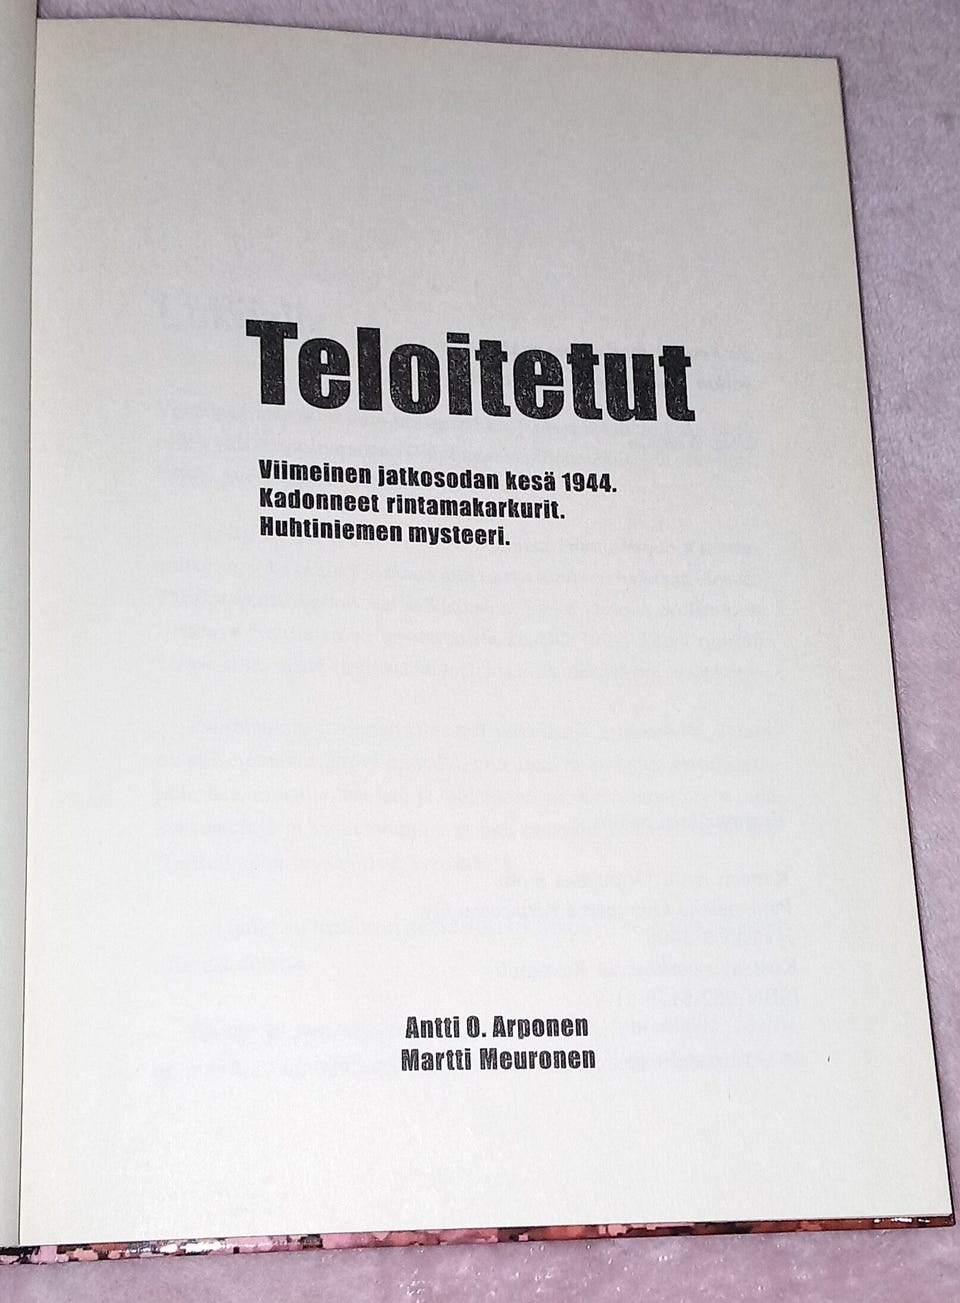 Teloitetut
Viimeinen jatkosodan kesä 1944.
Kadonneet rintamakarkurit.
Huhtiniemen mysteeri.
Antti O. Arponen
Martti Meuronen